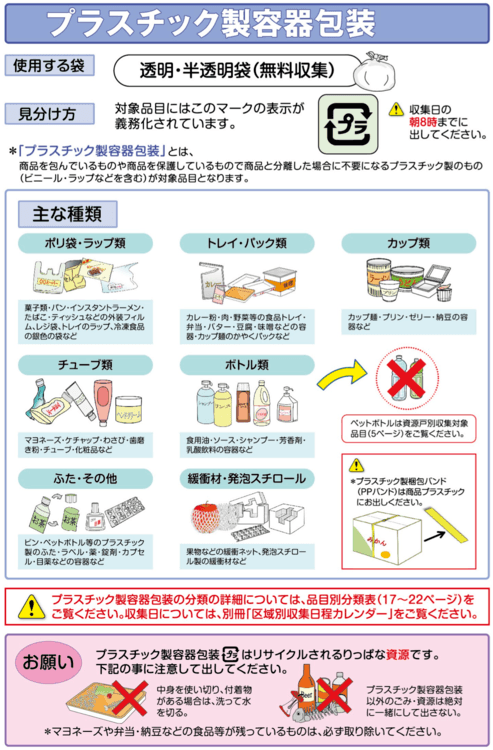 プラスチック製容器包装
使用する袋
透明・半透明袋(無料収集)
見分け方
対象品目にはこのマークの表示が
義務化されています。
プラ
収集日の
朝8時までに
出してください。
*「プラスチック製容器包装」とは、
商品を包んでいるものや商品を保護しているもので商品と分離した場合に不要になるプラスチック製のもの
(ビニール・ラップなどを含む)が対象品目となります。
主な種類
ポリ袋・ラップ類
菓子類・パン・インスタントラーメン・
たばこ・ティッシュなどの外装フィ
ルム、レジ袋、トレイのラップ、冷凍食品
の銀色の袋など
トレイ・パック類
カレー粉・肉・野菜等の食品トレイ・
弁当・バター・豆腐・味噌などの容
器・カップ麺のかやくパックなど
カップ類
カップ麺・プリン・ゼリー・納豆の容
器など
チューブ類
マヨネーズ・ケチャップ・わさび・歯磨
き粉・チューブ・化粧品など
ボトル類
食用油・ソース・シャンプー・芳香剤・
乳酸飲料の容器など
ペットボトルは資源戸別収集対象
品目(5ページ)をご覧ください。
ふた・その他
お茶
お茶
ビン・ペットボトル等のプラスチック
製のふた・ラベル・薬・錠剤・カプセ
ル・目薬などの容器など
緩衝材・発泡スチロール
果物などの緩衝ネット、発泡スチロー
ル製の緩衝材など
*プラスチック製梱包バンド
(PPバンド)は商品プラスチック
にお出しください。
みかん
プラスチック製容器包装の分類の詳細については、品目別分類表(17〜22ページ)を
ご覧ください。収集日については、別冊「区域別収集日程カレンダー」をご覧ください。
お願い
プラスチック製容器包装プラはリサイクルされるりっぱな資源です。
下記の事に注意して出してください。
中身を使い切り、付着物
がある場合は、洗って水
を切る。
Beer
プラスチック製容器包装
以外のごみ・資源は絶対
に一緒にして出さない。
*マヨネーズや弁当・納豆などの食品等が残っているものは、必ず取り除いてください。